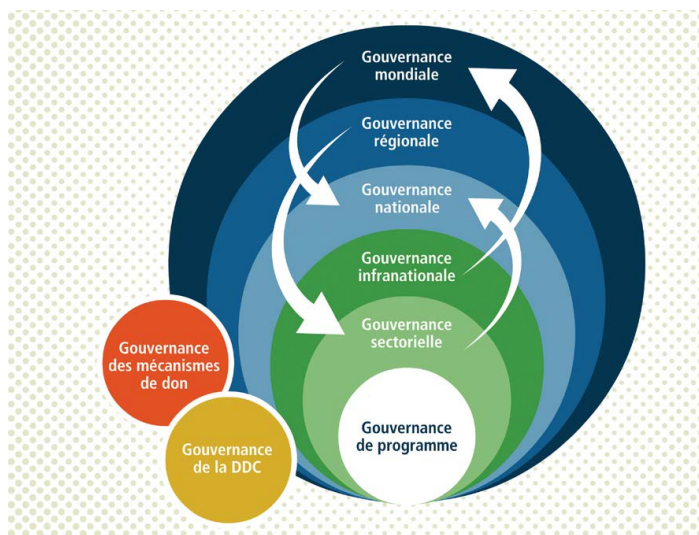 Gouvernance
mondiale
Gouvernance
régionale
Gouvernance
nationale
Gouvernance
infranationale
Gouvernance
sectorielle
Gouvernance
des mécanismes
de don
Gouvernance
de programme
Gouvernance
de la DDC